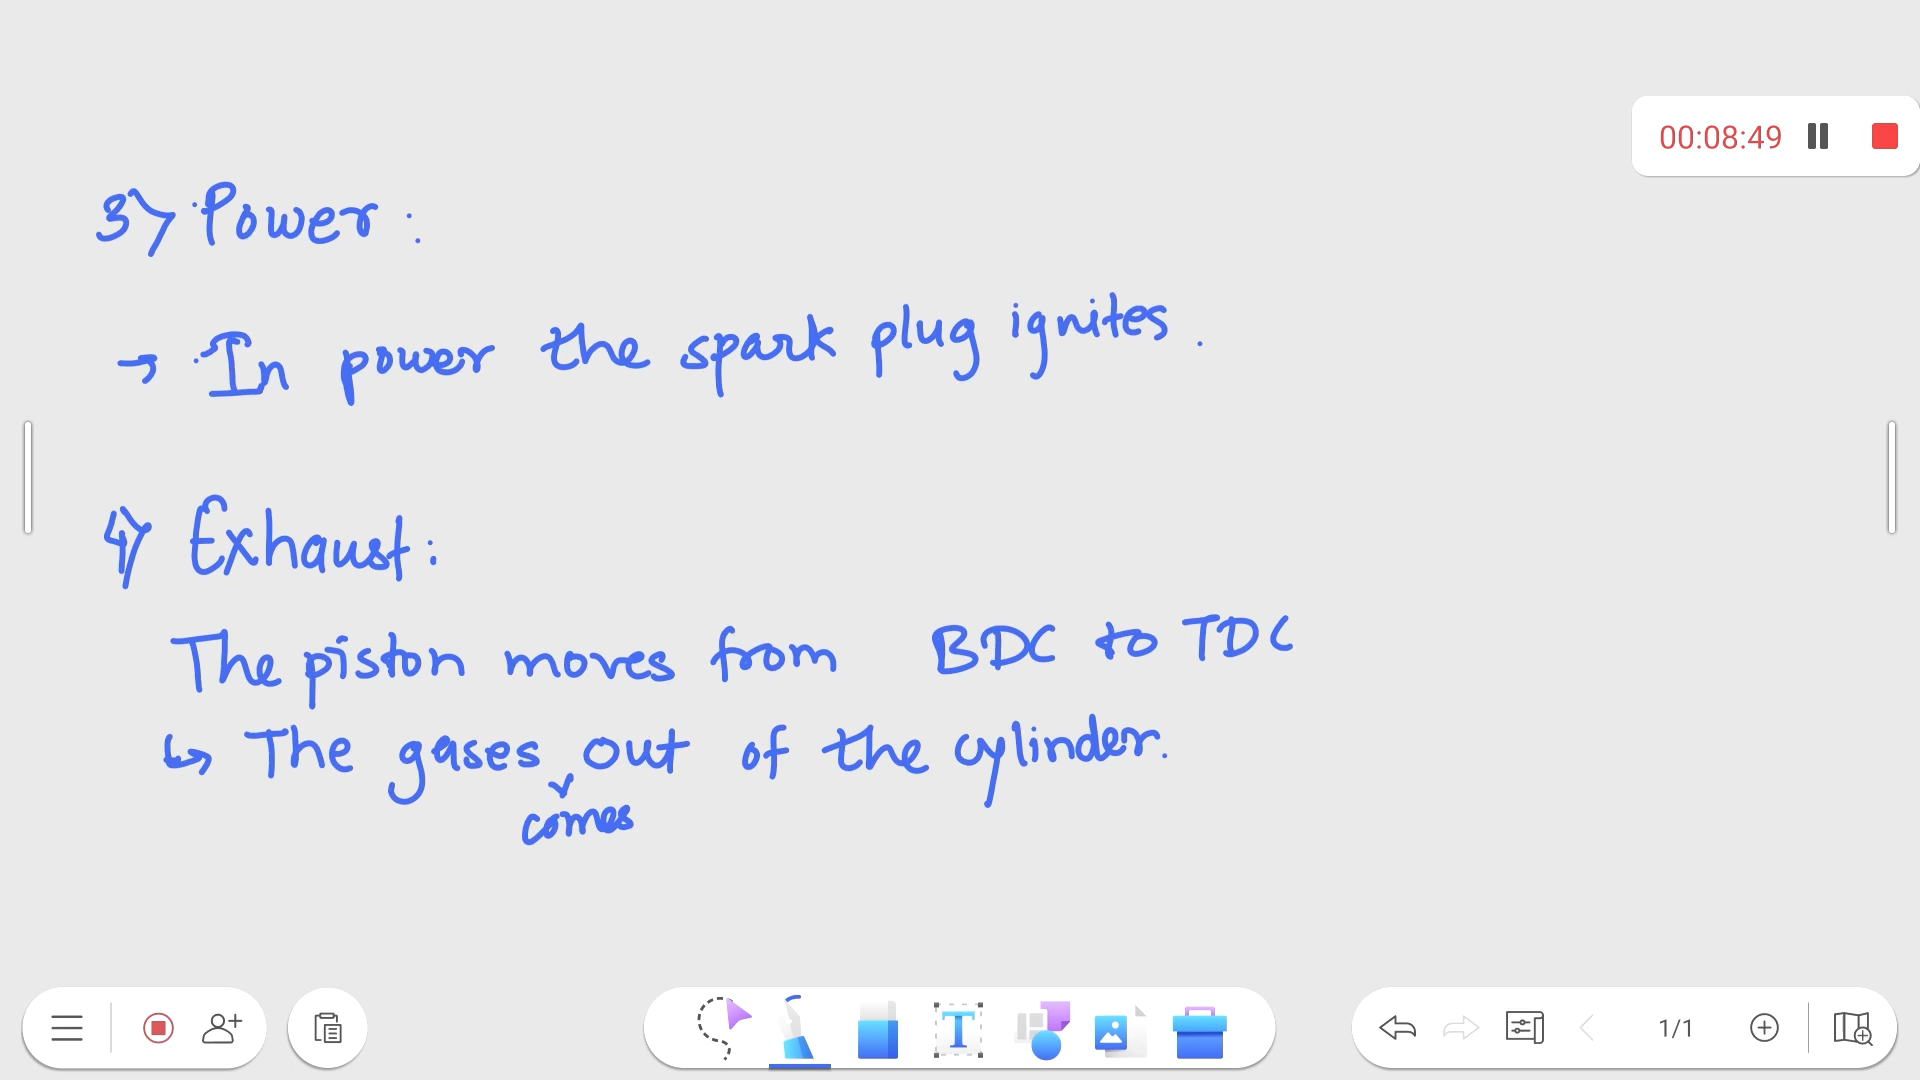 00:08:49
3) Power :
→ In power the spark plug ignites.
4) Exhaust :
The piston moves from BDC to TDC
↳ The gases out of the cylinder.
comes
1/1